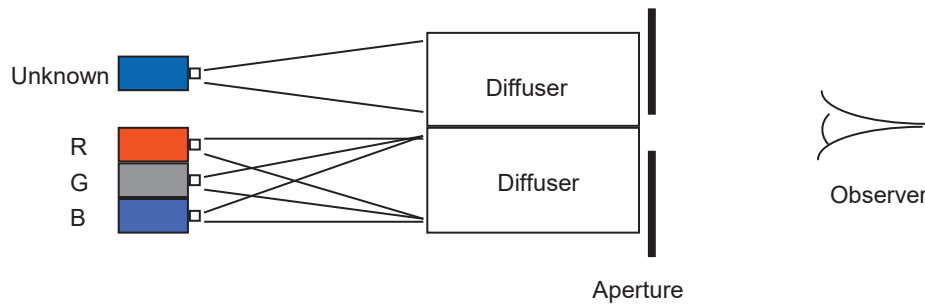 Unknown
Diffuser
R
G
B
Diffuser
Observer
Aperture